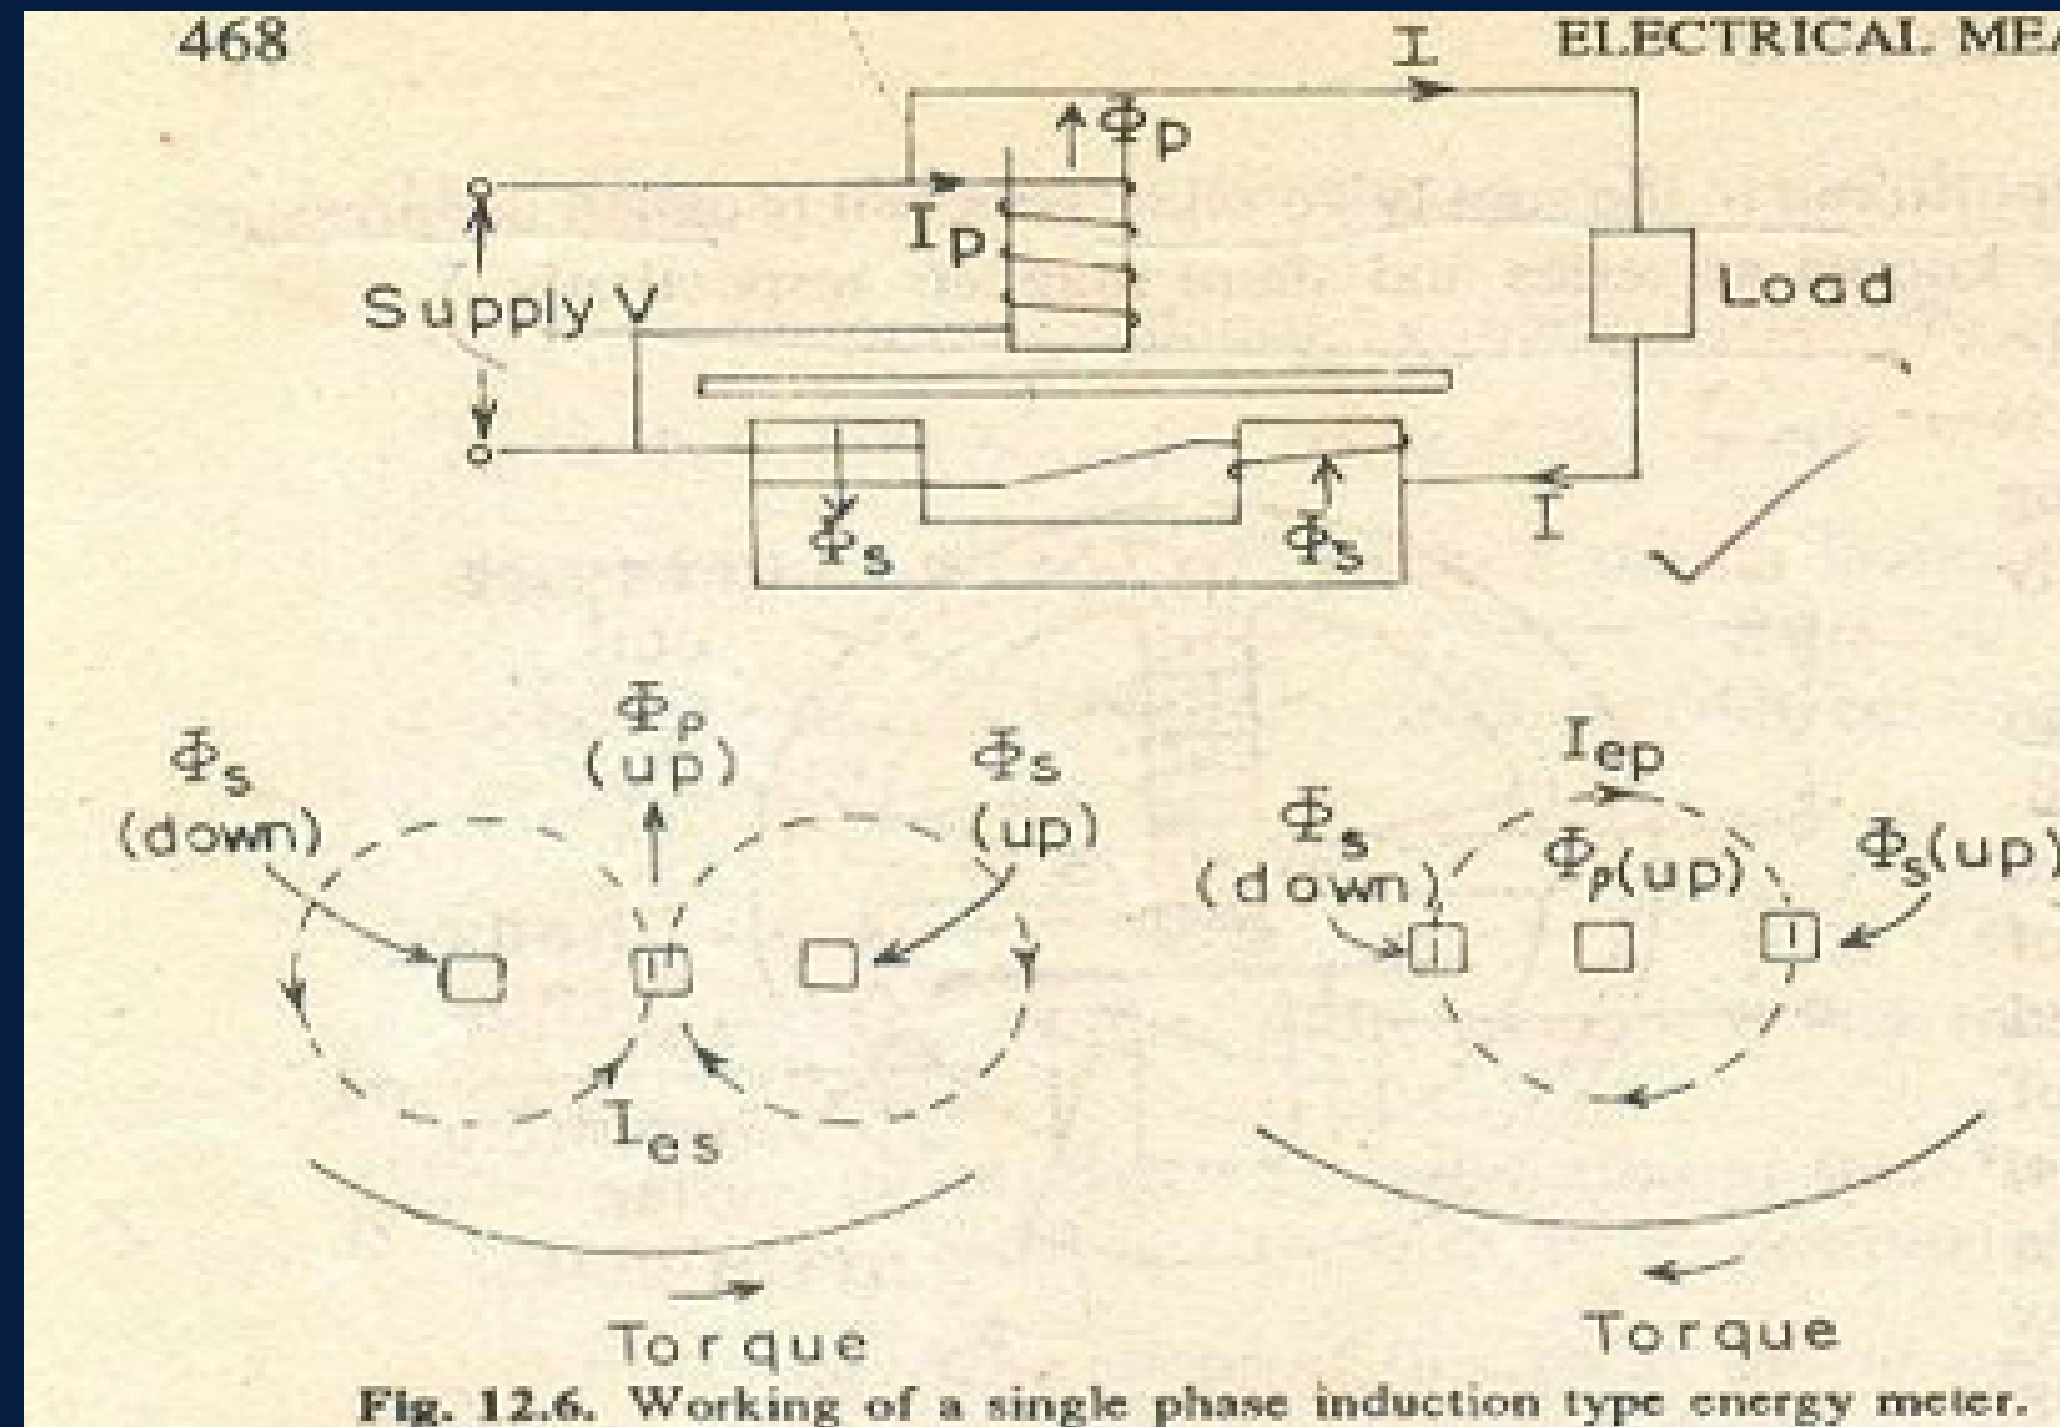 468
ELECTRICAL MEA
I
Φp
Ip
Supply V
Load
I
Φs
Φs
Φp
(up)
Φs
(down)
Φs
(up)
Ies
Torque
Iep
Φs
(down)
Φp(up)
Φs(up)
Torque
Fig. 12.6. Working of a single phase induction type energy meter.